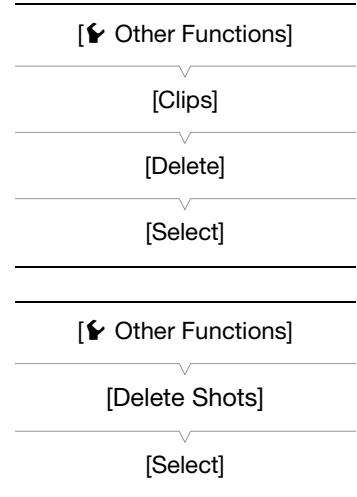 [ Other Functions]
[Clips]
[Delete]
[Select]
[ Other Functions]
[Delete Shots]
[Select]